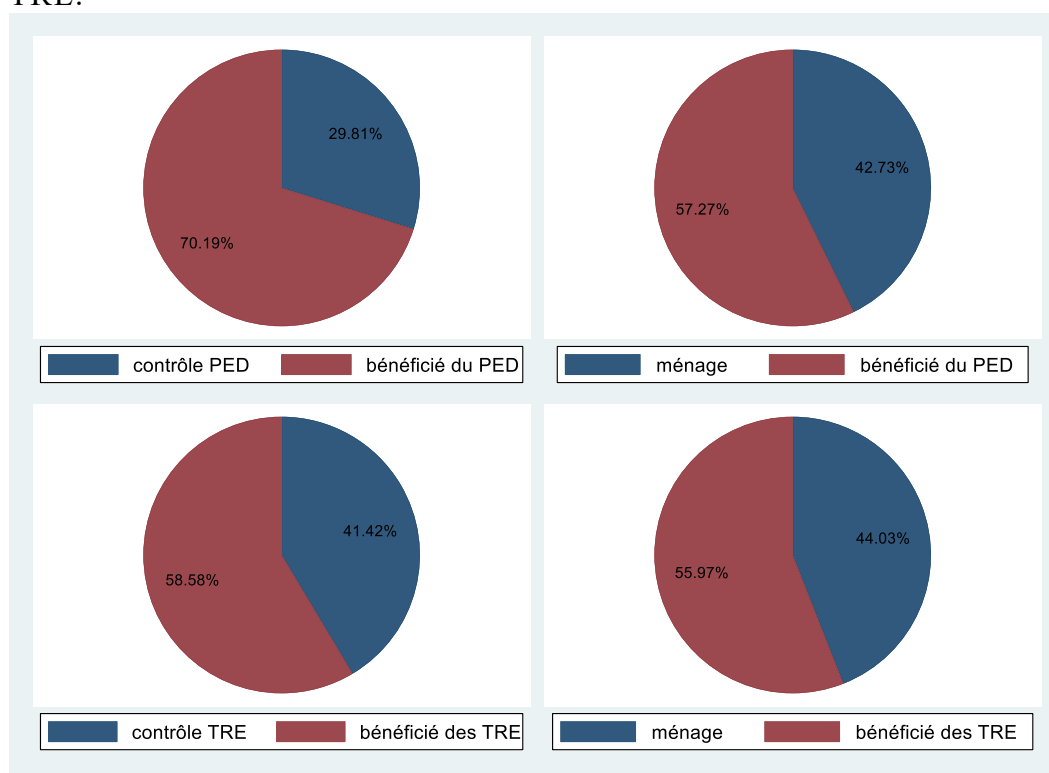 TRE.
29.81%
70.19%
contrôle PED bénéficié du PED
42.73%
57.27%
ménage bénéficié du PED
41.42%
58.58%
contrôle TRE bénéficié des TRE
44.03%
55.97%
ménage bénéficié des TRE